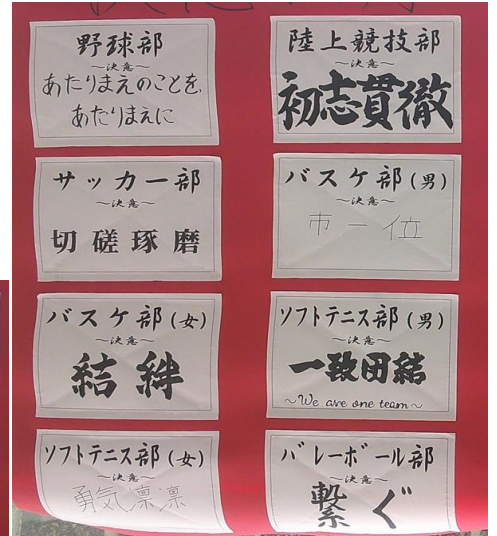 野球部
～決意～
あたりまえのことを
あたりまえに
陸上競技部
～決意～
初志貫徹
サッカー部
～決意～
切磋琢磨
バスケ部(男)
～決意～
市一位
バスケ部(女)
～決意～
結絆
ソフトテニス部(男)
～決意～
一致団結
～We are one team～
ソフトテニス部(女)
～決意～
勇気凛凛
バレーボール部
～決意～
繋ぐ